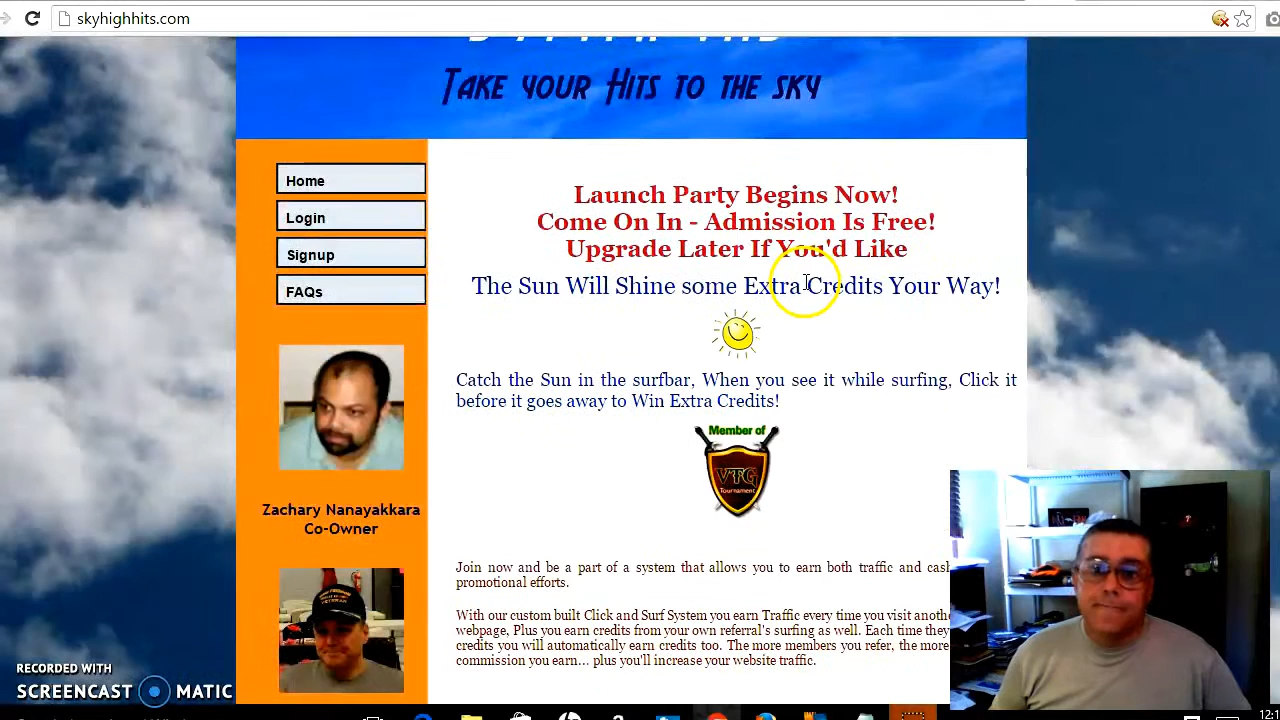 skyhighhits.com
Take your Hits to the sky
Home
Login
Signup
FAQs
Launch Party Begins Now!
Come On In - Admission Is Free!
Upgrade Later If You'd Like
The Sun Will Shine some Extra Credits Your Way!
Catch the Sun in the surfbar, When you see it while surfing, Click it
before it goes away to Win Extra Credits!
Member of
VTG
Tournament
Zachary Nanayakkara
Co-Owner
Join now and be a part of a system that allows you to earn both traffic and cash
promotional efforts.
With our custom built Click and Surf System you earn Traffic every time you visit anothe
webpage, Plus you earn credits from your own referral's surfing as well. Each time they
credits you will automatically earn credits too. The more members you refer, the more
commission you earn... plus you'll increase your website traffic.
RECORDED WITH
SCREENCAST MATIC
12:1